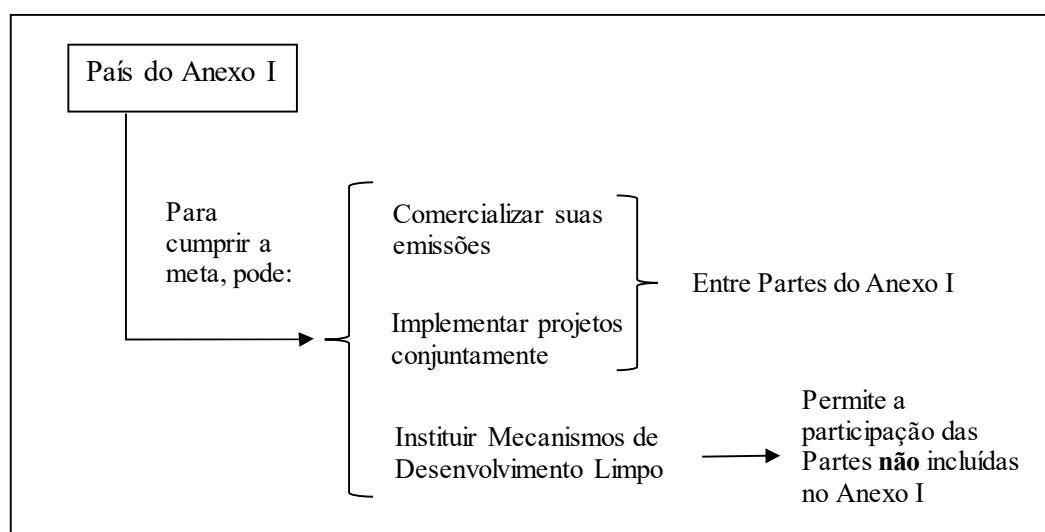 País do Anexo I
Para
cumprir a
meta, pode:
Comercializar suas
emissões
Implementar projetos
conjuntamente
Entre Partes do Anexo I
Instituir Mecanismos de
Desenvolvimento Limpo
Permite a
participação das
Partes não incluídas
no Anexo I